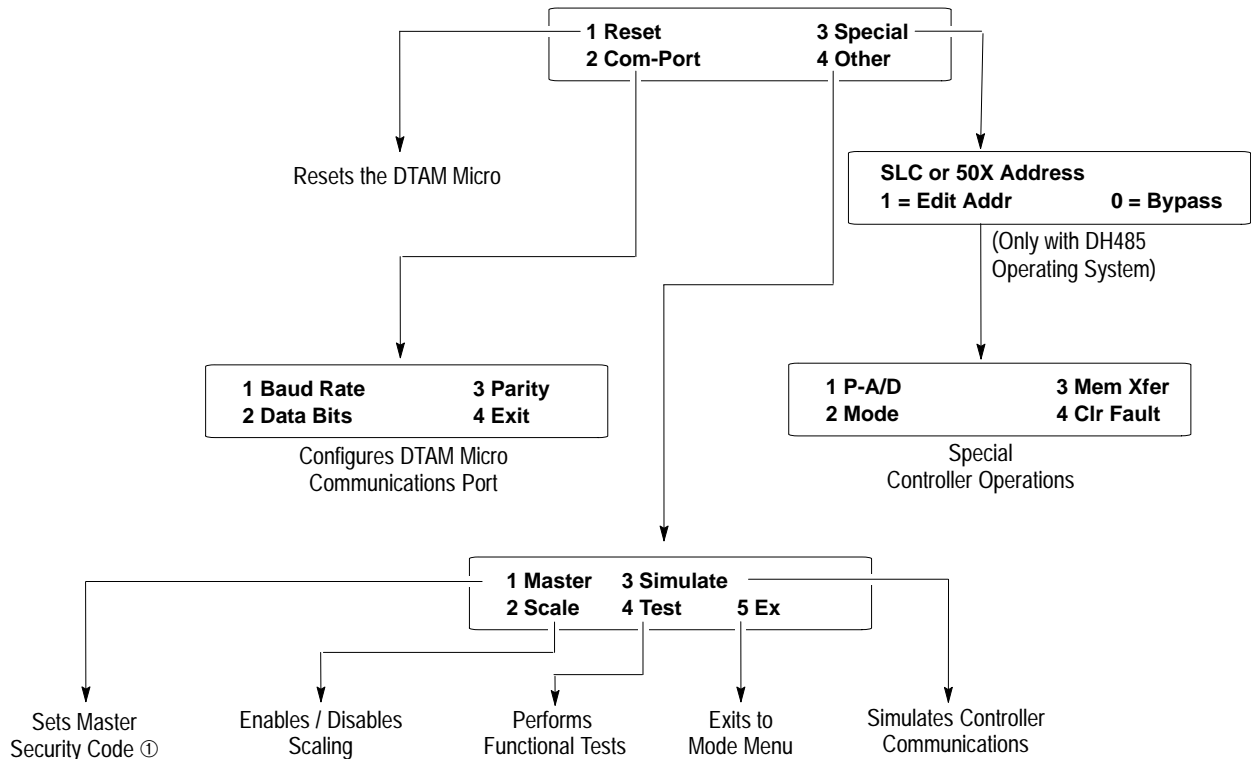 1 Reset 3 Special
2 Com-Port 4 Other
Resets the DTAM Micro
SLC or 50X Address
1 = Edit Addr 0 = Bypass
(Only with DH485
Operating System)
1 Baud Rate 3 Parity
2 Data Bits 4 Exit
Configures DTAM Micro
Communications Port
1 P-A/D 3 Mem Xfer
2 Mode 4 Clr Fault
Special
Controller Operations
1 Master 3 Simulate
2 Scale 4 Test 5 Ex
Sets Master
Security Code ①
Enables / Disables
Scaling
Performs
Functional Tests
Exits to
Mode Menu
Simulates Controller
Communications